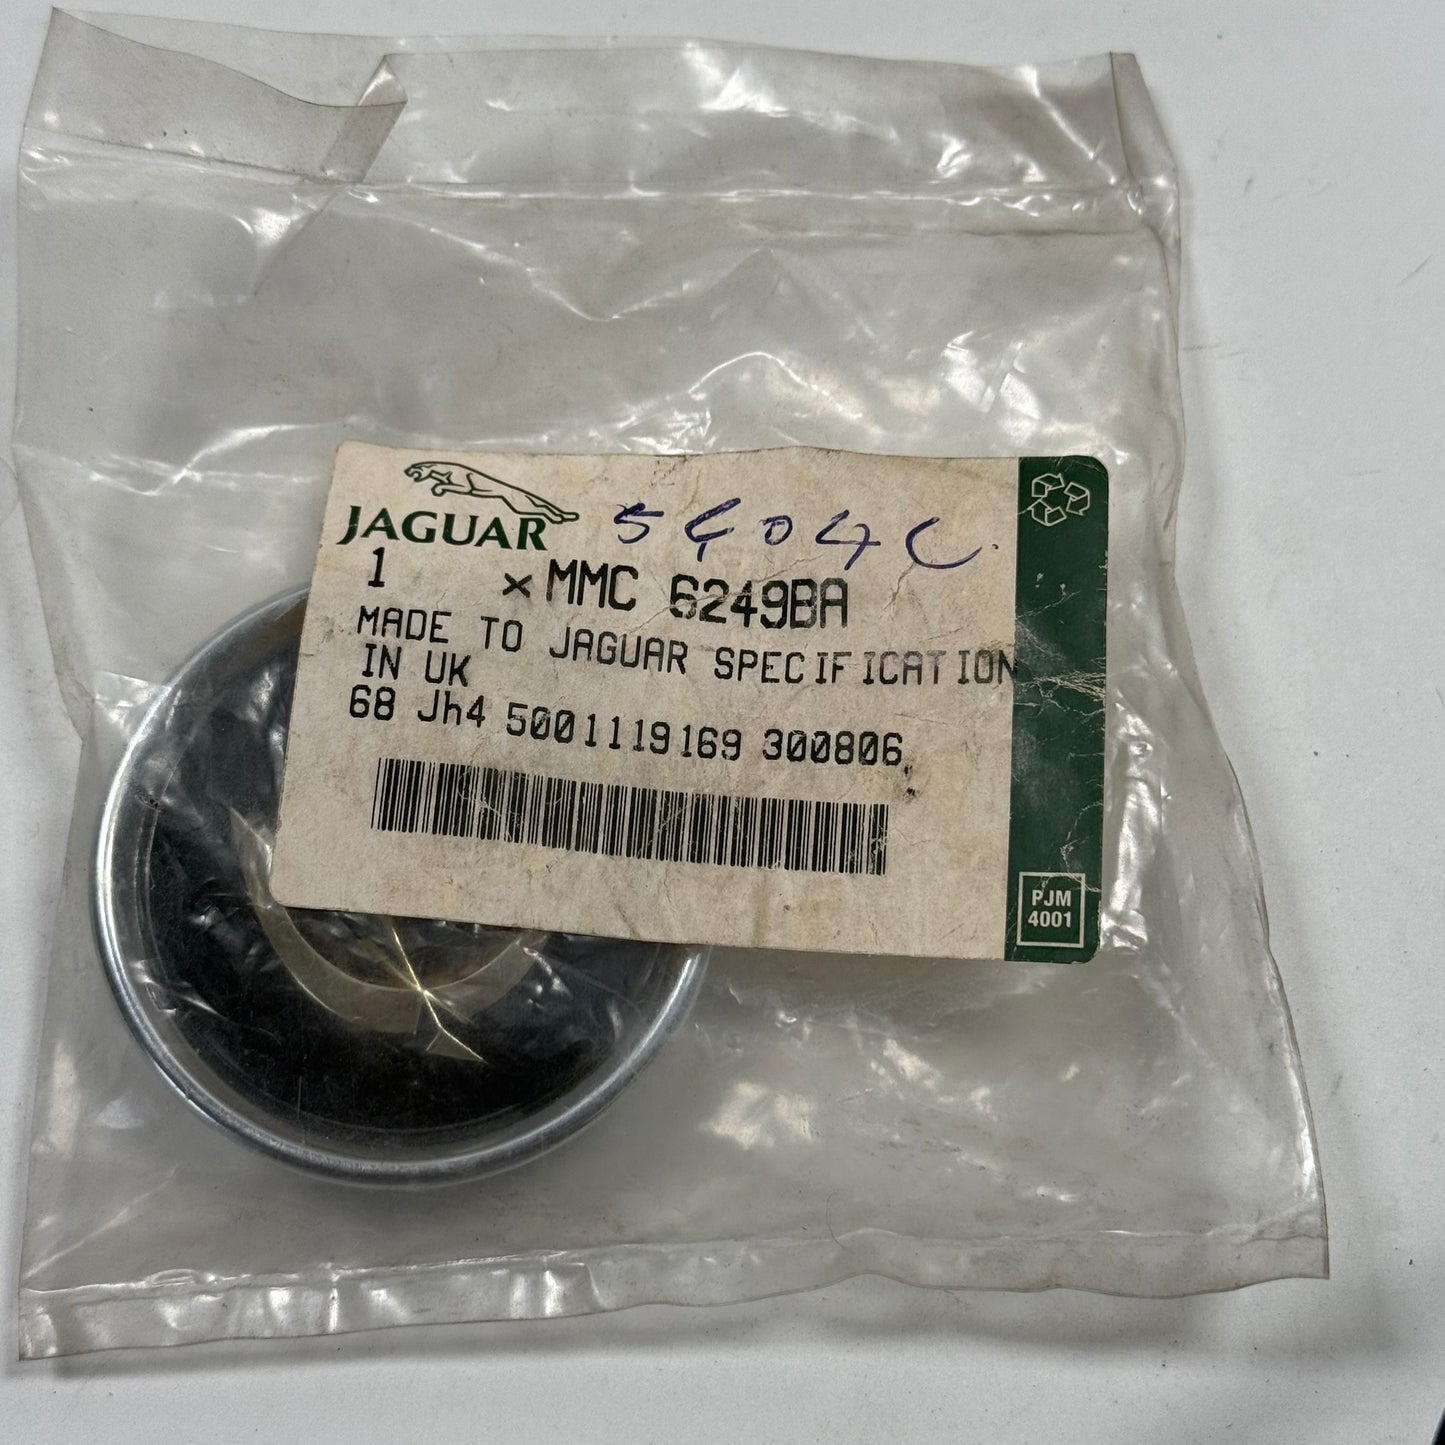 JAGUAR 5404C
1 x MMC 6249BA
MADE TO JAGUAR SPECIFICATION
IN UK
68 Jh4 5001119169 300806
PJM
4001